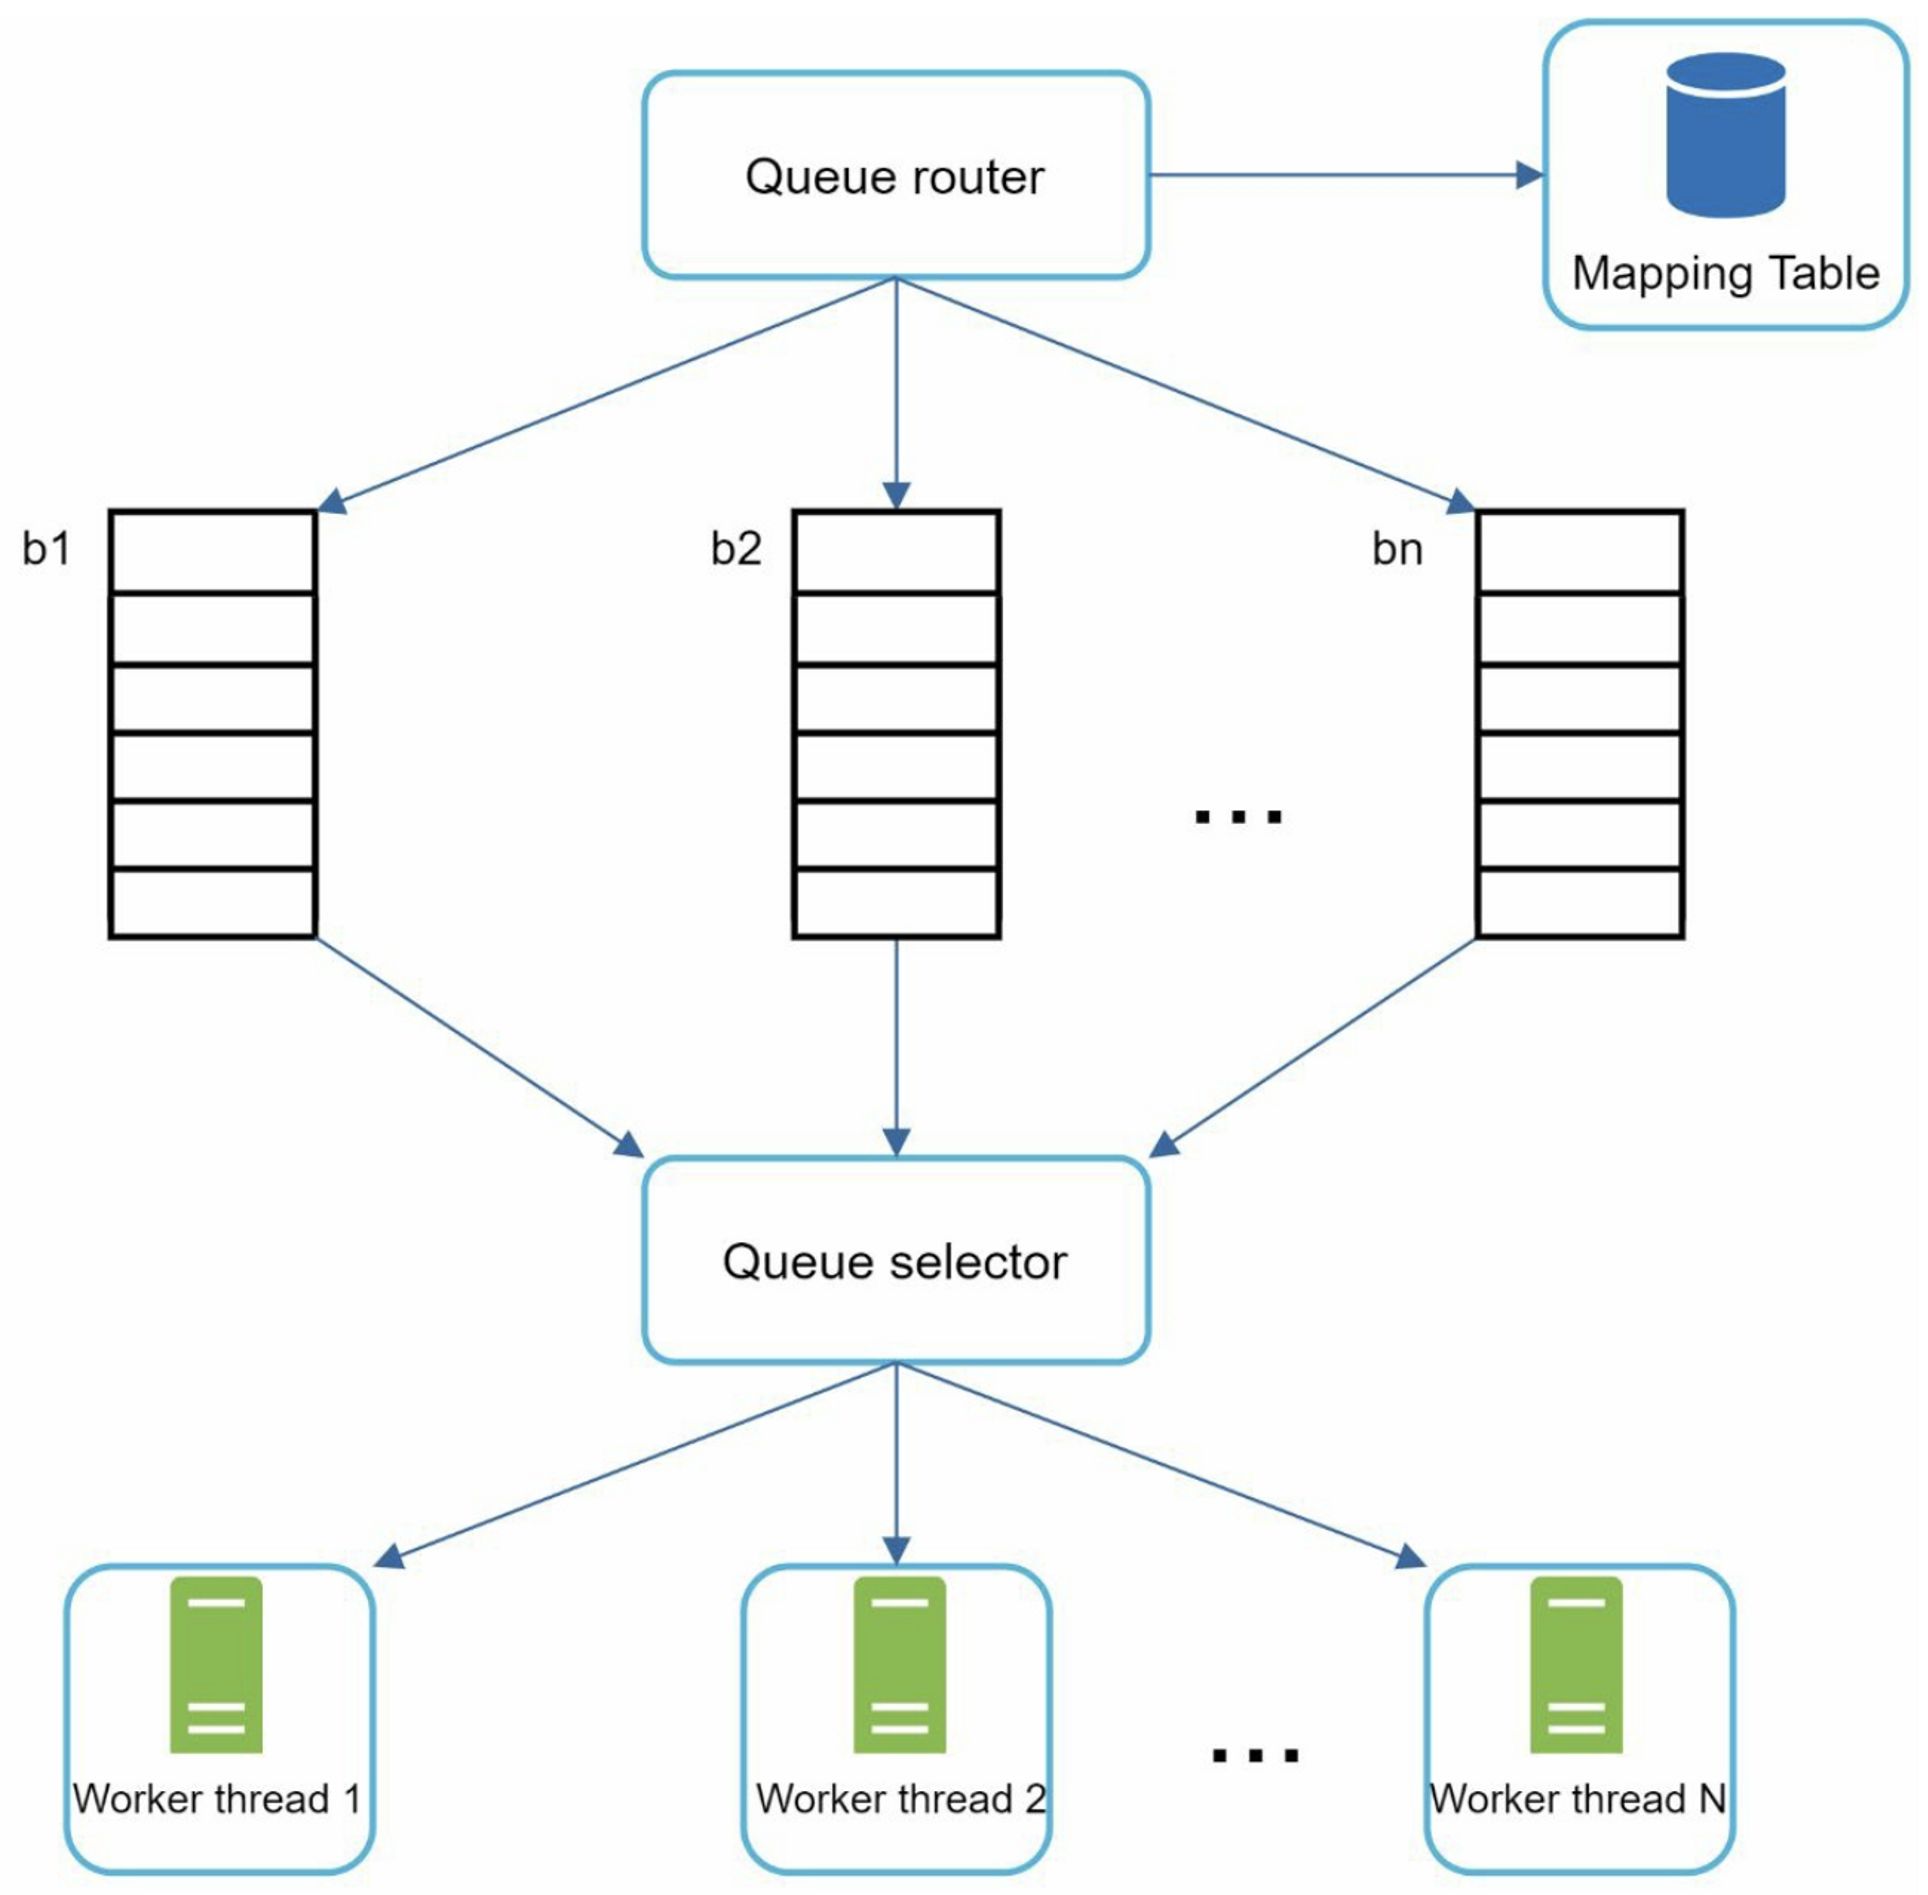 Queue router
Mapping Table
b1
b2
bn
...
Queue selector
Worker thread 1
Worker thread 2
...
Worker thread N